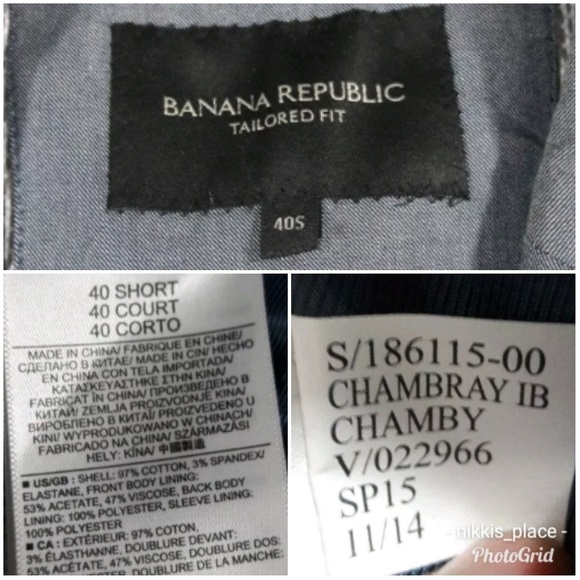 BANANA REPUBLIC
TAILORED FIT
40S
40 SHORT
40 COURT
40 CORTO
MADE IN CHINA/ FABRIQUE EN CHINE/
СДЕЛАНО В КИТАЕ/ MADE IN CIN/ HECHO
EN CHINA CON TELA IMPORTADA/
ΚΑΤΑΣΚΕΥΑΣΤΗΚΕ ΣΤΗΝ ΚΙΝΑ/
FABRICAT ÎN CHINA/ ПРОИЗВЕДЕНО В
КИТАЙ/ ZEMLJA PROIZVODNJE KINA/
ВИРОБЛЕНО В КИТАЇ/ PROIZVEDENO U
KINI/ WYPRODUKOWANO W CHINACH/
FABRICADO NA CHINA/ SZÁRMAZÁSI
HELY: KÍNA/ 中國製造
■ US/GB : SHELL: 97% COTTON, 3% SPANDEX/
ELASTANE, FRONT BODY LINING:
53% ACETATE, 47% VISCOSE, BACK BODY
LINING: 100% POLYESTER, SLEEVE LINING:
100% POLYESTER
■ CA : EXTÉRIEUR: 97% COTON,
3% ÉLASTHANNE, DOUBLURE DEVANT:
53% ACÉTATE, 47% VISCOSE, DOUBLURE DOS:
100% POLYESTER, DOUBLURE DE LA MANCHE:
S/186115-00
CHAMBRAY IB
CHAMBY
V/022966
SP15
11/14
- nikkis_place -
PhotoGrid